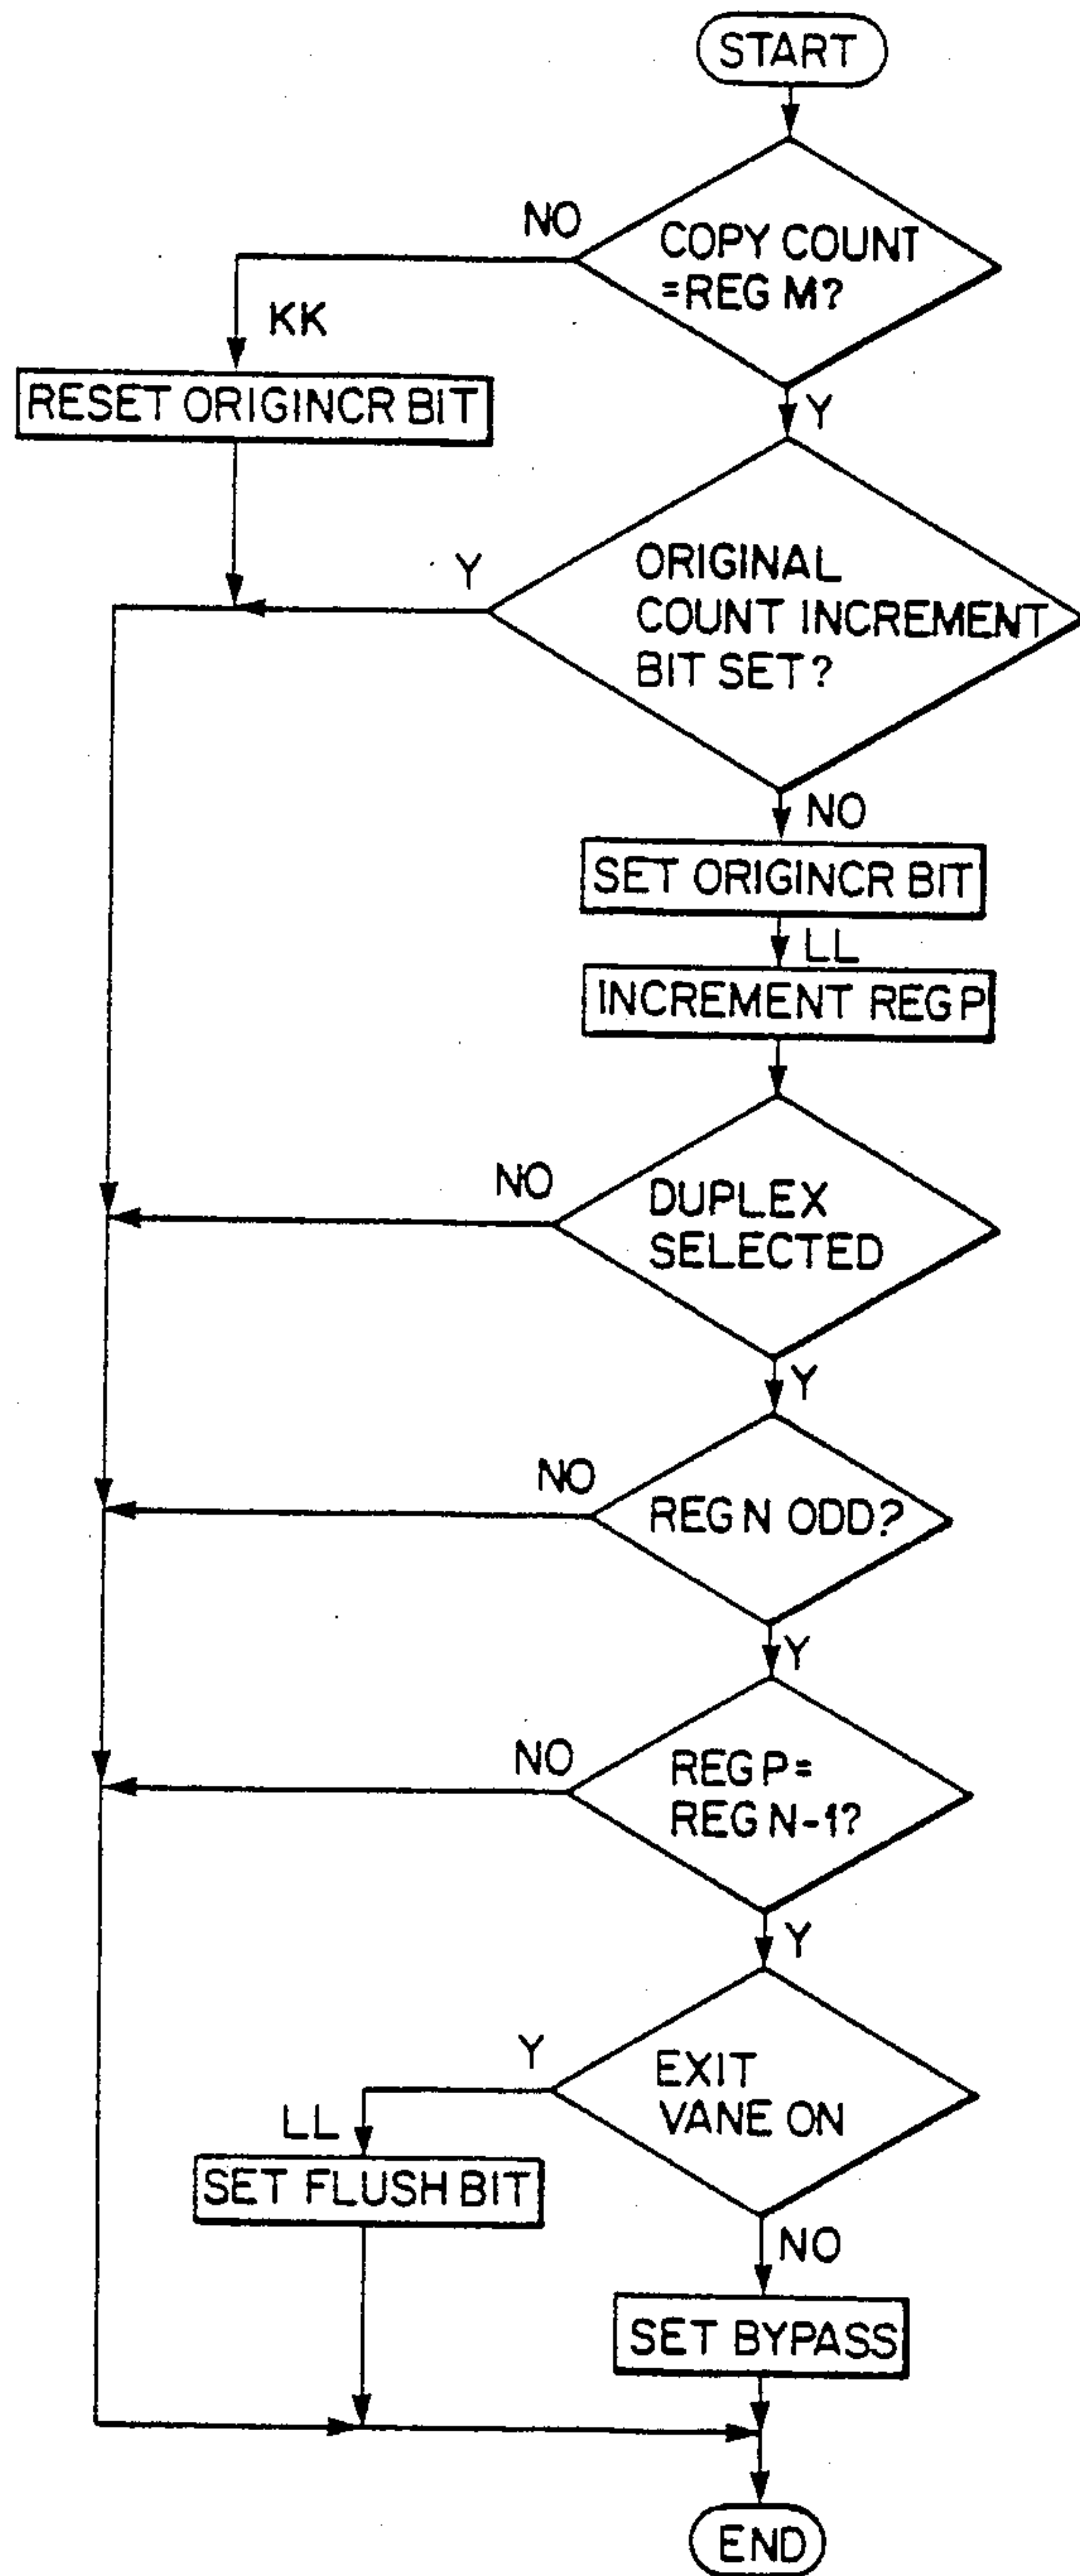 START
NO
COPY COUNT
=REG M?
KK
RESET ORIGINCR BIT
Y
Y
ORIGINAL
COUNT INCREMENT
BIT SET?
NO
SET ORIGINCR BIT
LL
INCREMENT REG P
NO
DUPLEX
SELECTED
Y
NO
REG N ODD?
Y
NO
REG P=
REG N-1?
Y
Y
EXIT
VANE ON
LL
SET FLUSH BIT
NO
SET BYPASS
END